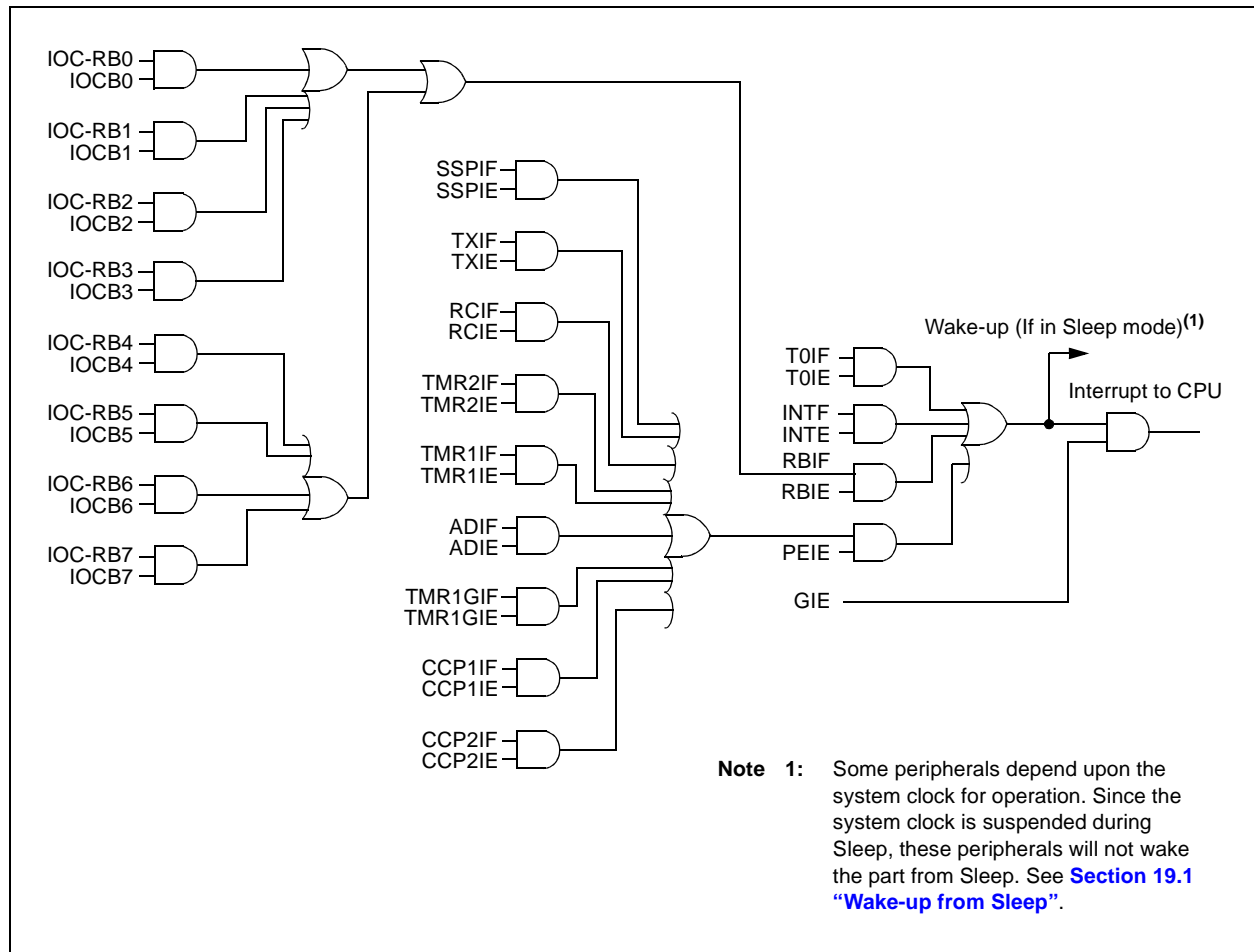 IOC-RB0
IOCB0
IOC-RB1
IOCB1
IOC-RB2
IOCB2
IOC-RB3
IOCB3
IOC-RB4
IOCB4
IOC-RB5
IOCB5
IOC-RB6
IOCB6
IOC-RB7
IOCB7
SSPIF
SSPIE
TXIF
TXIE
RCIF
RCIE
TMR2IF
TMR2IE
TMR1IF
TMR1IE
ADIF
ADIE
TMR1GIF
TMR1GIE
CCP1IF
CCP1IE
CCP2IF
CCP2IE
Wake-up (If in Sleep mode)(1)
T0IF
T0IE
Interrupt to CPU
INTF
INTE
RBIF
RBIE
PEIE
GIE
Note 1: Some peripherals depend upon the
system clock for operation. Since the
system clock is suspended during
Sleep, these peripherals will not wake
the part from Sleep. See Section 19.1
“Wake-up from Sleep”.